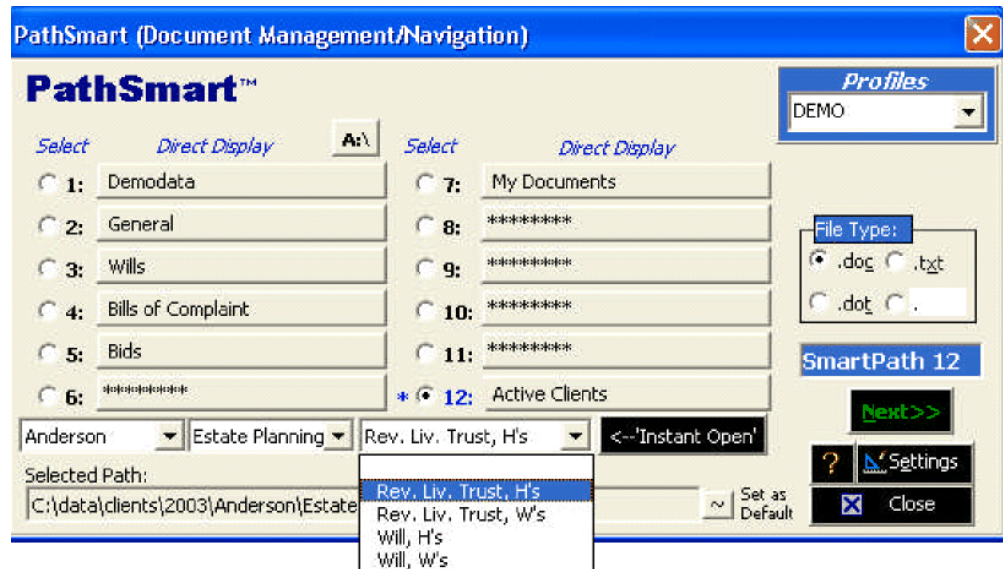 PathSmart (Document Management/Navigation)
PathSmart™
Profiles
DEMO
Select Direct Display A:\ Select Direct Display
1: Demodata
2: General
3: Wills
4: Bills of Complaint
5: Bids
6: *********
7: My Documents
8: ********
9: ********
10: ********
11: ********
* 12: Active Clients
File Type:
.doc .txt
.dot .
SmartPath 12
Next>>
Anderson Estate Planning Rev. Liv. Trust, H's <--'Instant Open'
? Settings
Selected Path:
C:\data\clients\2003\Anderson\Estate ~ Set as Default
Close
Rev. Liv. Trust, H's
Rev. Liv. Trust, W's
Will, H's
Will, W's